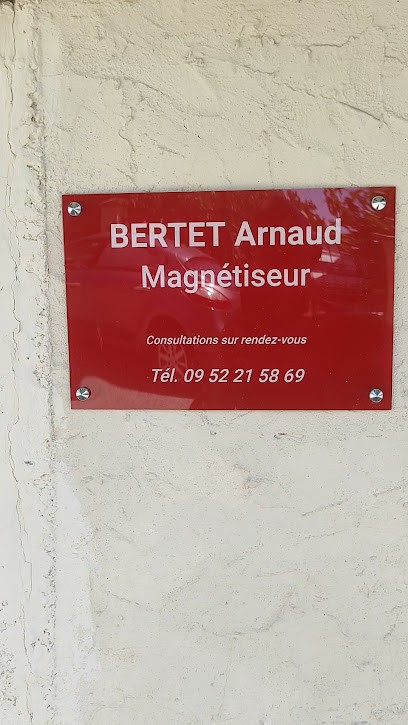 BERTET Arnaud
Magnétiseur
Consultations sur rendez-vous
Tél. 09 52 21 58 69